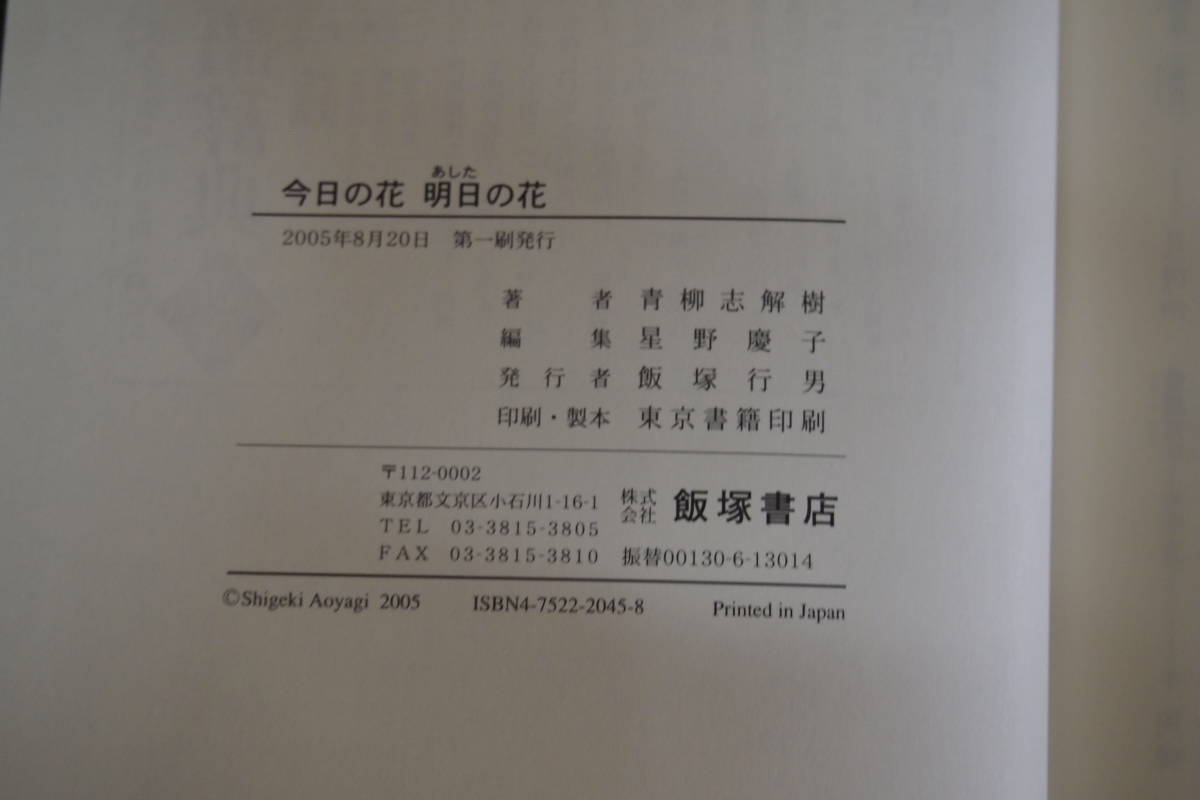 あした
今日の花 明日の花
2005年8月20日 第一刷発行
著者 青柳志解樹
編集 星野慶子
発行者 飯塚行男
印刷・製本 東京書籍印刷
〒112-0002
東京都文京区小石川1-16-1
TEL 03-3815-3805
FAX 03-3815-3810
株式会社 飯塚書店
振替00130-6-13014
©Shigeki Aoyagi 2005 ISBN4-7522-2045-8 Printed in Japan